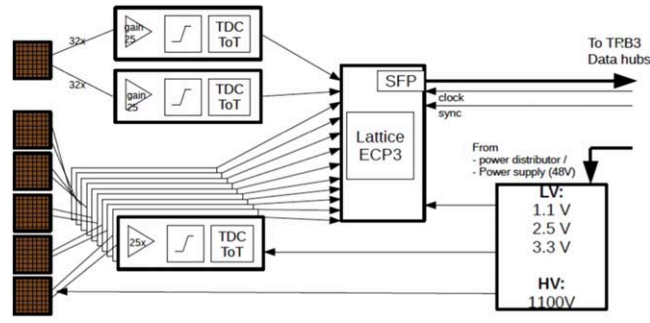 32x
32x
gain
25
TDC
ToT
gain
25
TDC
ToT
25x
TDC
ToT
SFP
Lattice
ECP3
To TRB3
Data hubs
clock
sync
From
- power distributor /
- Power supply (48V)
LV:
1.1 V
2.5 V
3.3 V
HV:
1100V